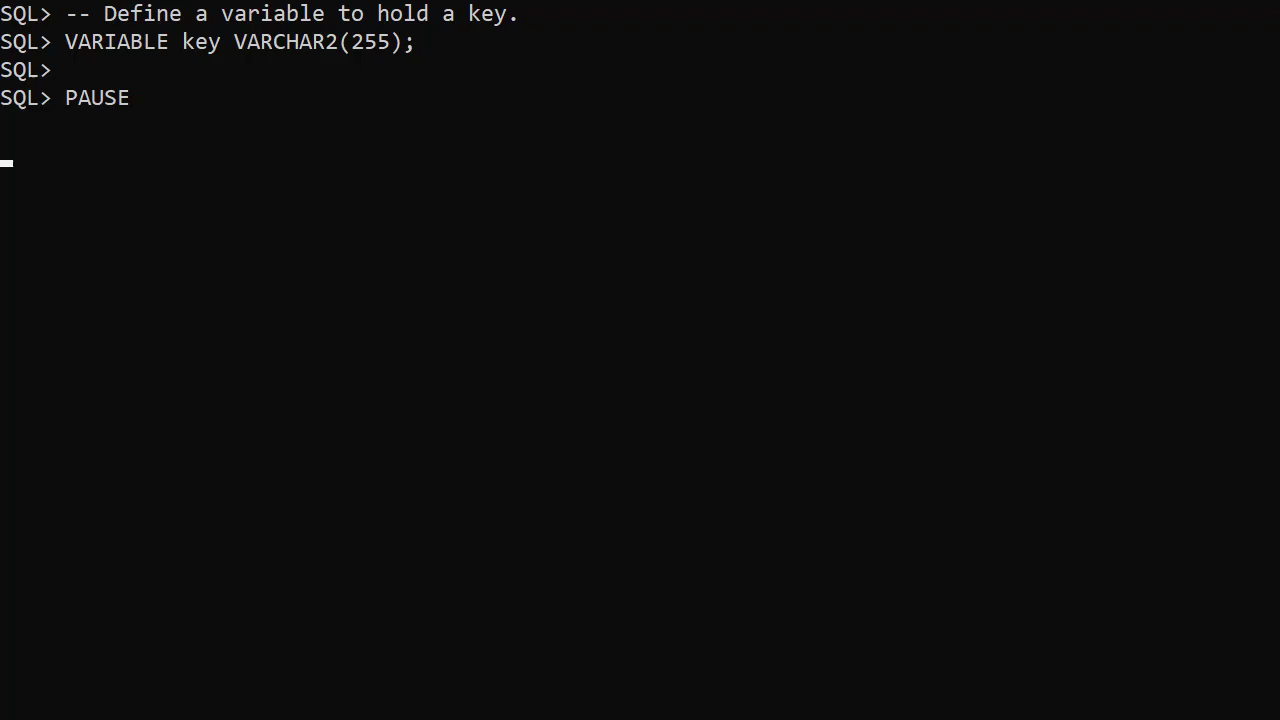 SQL> -- Define a variable to hold a key.
SQL> VARIABLE key VARCHAR2(255);
SQL>
SQL> PAUSE